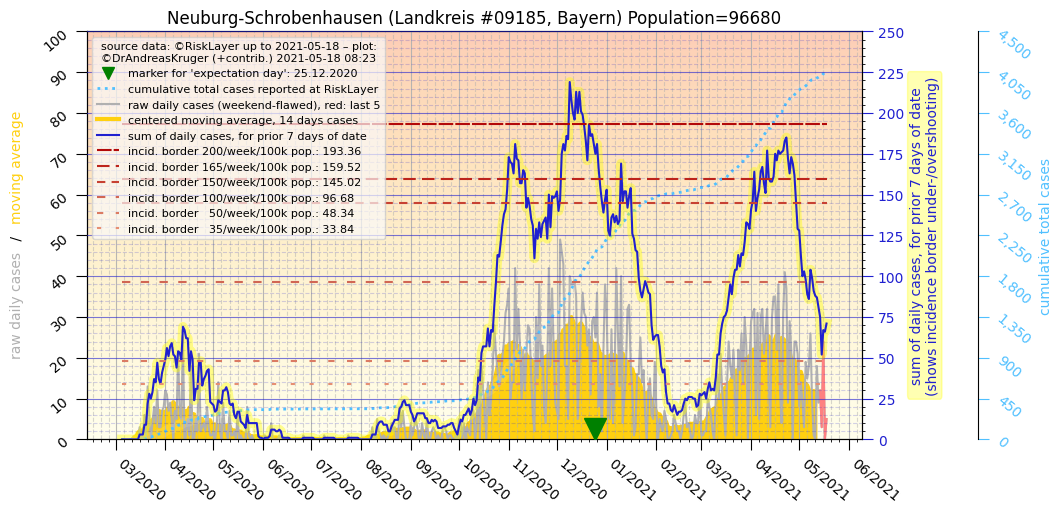 Neuburg-Schrobenhausen (Landkreis #09185, Bayern) Population=96680
source data: ©RiskLayer up to 2021-05-18 – plot:
©DrAndreasKruger (+contrib.) 2021-05-18 08:23
marker for 'expectation day': 25.12.2020
cumulative total cases reported at RiskLayer
raw daily cases (weekend-flawed), red: last 5
centered moving average, 14 days cases
sum of daily cases, for prior 7 days of date
incid. border 200/week/100k pop.: 193.36
incid. border 165/week/100k pop.: 159.52
incid. border 150/week/100k pop.: 145.02
incid. border 100/week/100k pop.: 96.68
incid. border   50/week/100k pop.: 48.34
incid. border   35/week/100k pop.: 33.84
raw daily cases   /   moving average
100
90
80
70
60
50
40
30
20
10
0
250
225
200
175
150
125
100
75
50
25
0
sum of daily cases, for prior 7 days of date
(shows incidence border under-/overshooting)
4,500
4,050
3,600
3,150
2,700
2,250
1,800
1,350
900
450
0
cumulative total cases
03/2020
04/2020
05/2020
06/2020
07/2020
08/2020
09/2020
10/2020
11/2020
12/2020
01/2021
02/2021
03/2021
04/2021
05/2021
06/2021